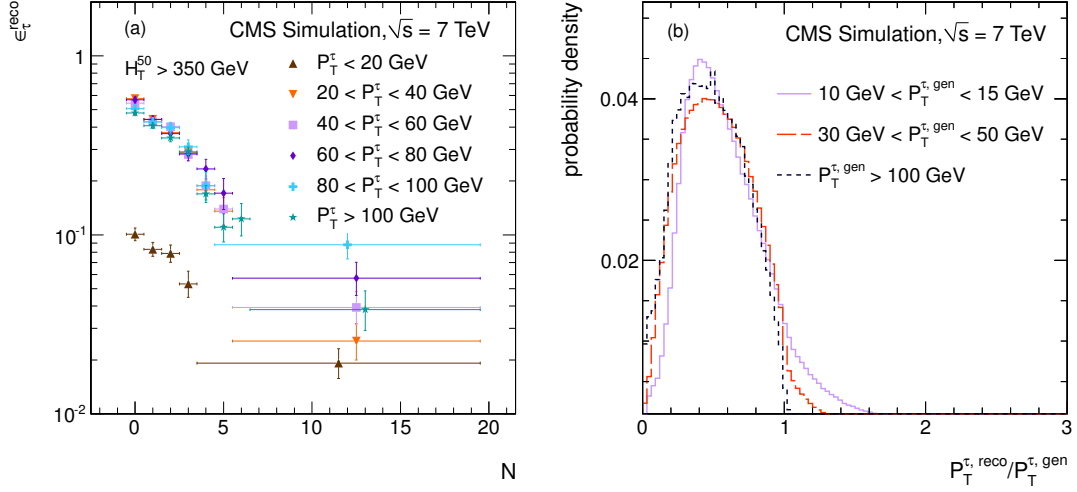 (a)
CMS Simulation, √s = 7 TeV
H_T^50 > 350 GeV
P_T^τ < 20 GeV
20 < P_T^τ < 40 GeV
40 < P_T^τ < 60 GeV
60 < P_T^τ < 80 GeV
80 < P_T^τ < 100 GeV
P_T^τ > 100 GeV
ϵ_τ^reco
1
10^-1
10^-2
0 5 10 15 20
N
(b)
CMS Simulation, √s = 7 TeV
10 GeV < P_T^τ, gen < 15 GeV
30 GeV < P_T^τ, gen < 50 GeV
P_T^τ, gen > 100 GeV
probability density
0.04
0.02
0 1 2 3
P_T^τ, reco/P_T^τ, gen